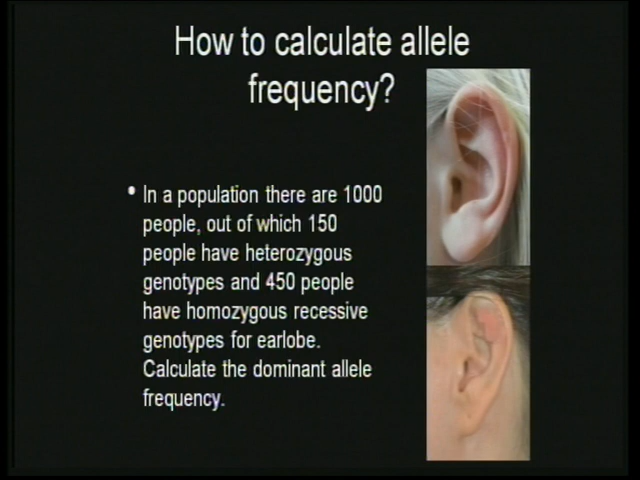 How to calculate allele
frequency?
• In a population there are 1000
people, out of which 150
people have heterozygous
genotypes and 450 people
have homozygous recessive
genotypes for earlobe.
Calculate the dominant allele
frequency.